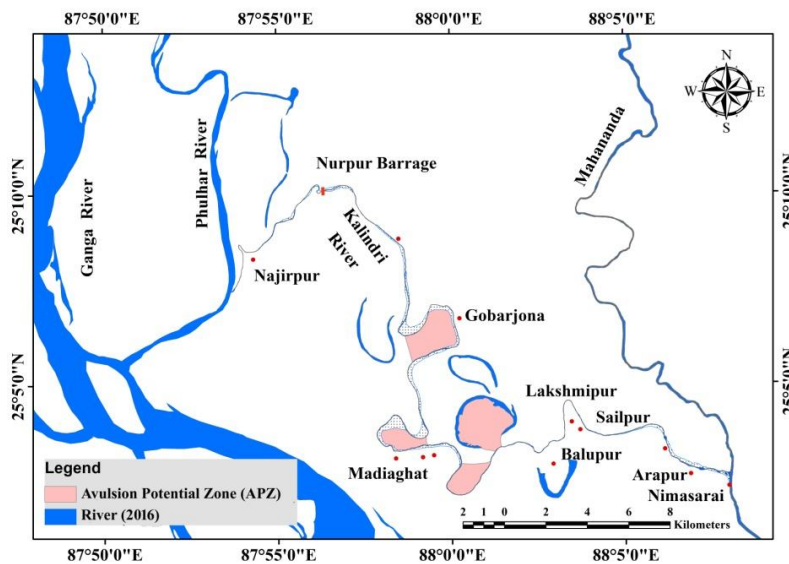 87°50'0"E 87°55'0"E 88°0'0"E 88°5'0"E
N
W E
S
25°10'0"N
25°10'0"N
Ganga River
Phulhar River
Mahananda
Nurpur Barrage
Kalindri
River
Najirpur
Gobarjona
25°5'0"N
25°5'0"N
Lakshmipur
Sailpur
Madiaghat
Balupur
Arapur
Nimasarai
Legend
Avulsion Potential Zone (APZ)
River (2016)
2 1 0 2 4 6 8
Kilometers
87°50'0"E 87°55'0"E 88°0'0"E 88°5'0"E